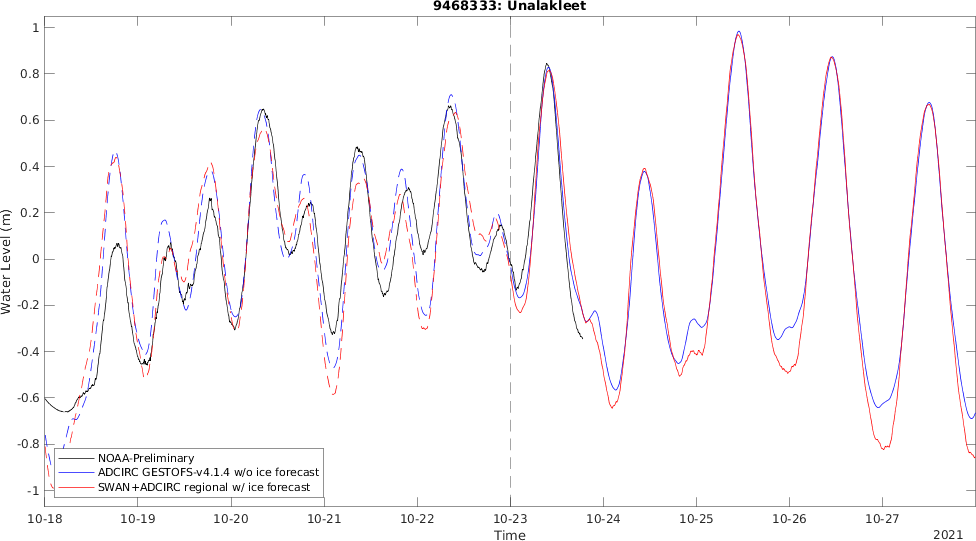 9468333: Unalakleet
Water Level (m)
1
0.8
0.6
0.4
0.2
0
-0.2
-0.4
-0.6
-0.8
-1
NOAA-Preliminary
ADCIRC GESTOFS-v4.1.4 w/o ice forecast
SWAN+ADCIRC regional w/ ice forecast
10-18 10-19 10-20 10-21 10-22 10-23 10-24 10-25 10-26 10-27
Time
2021